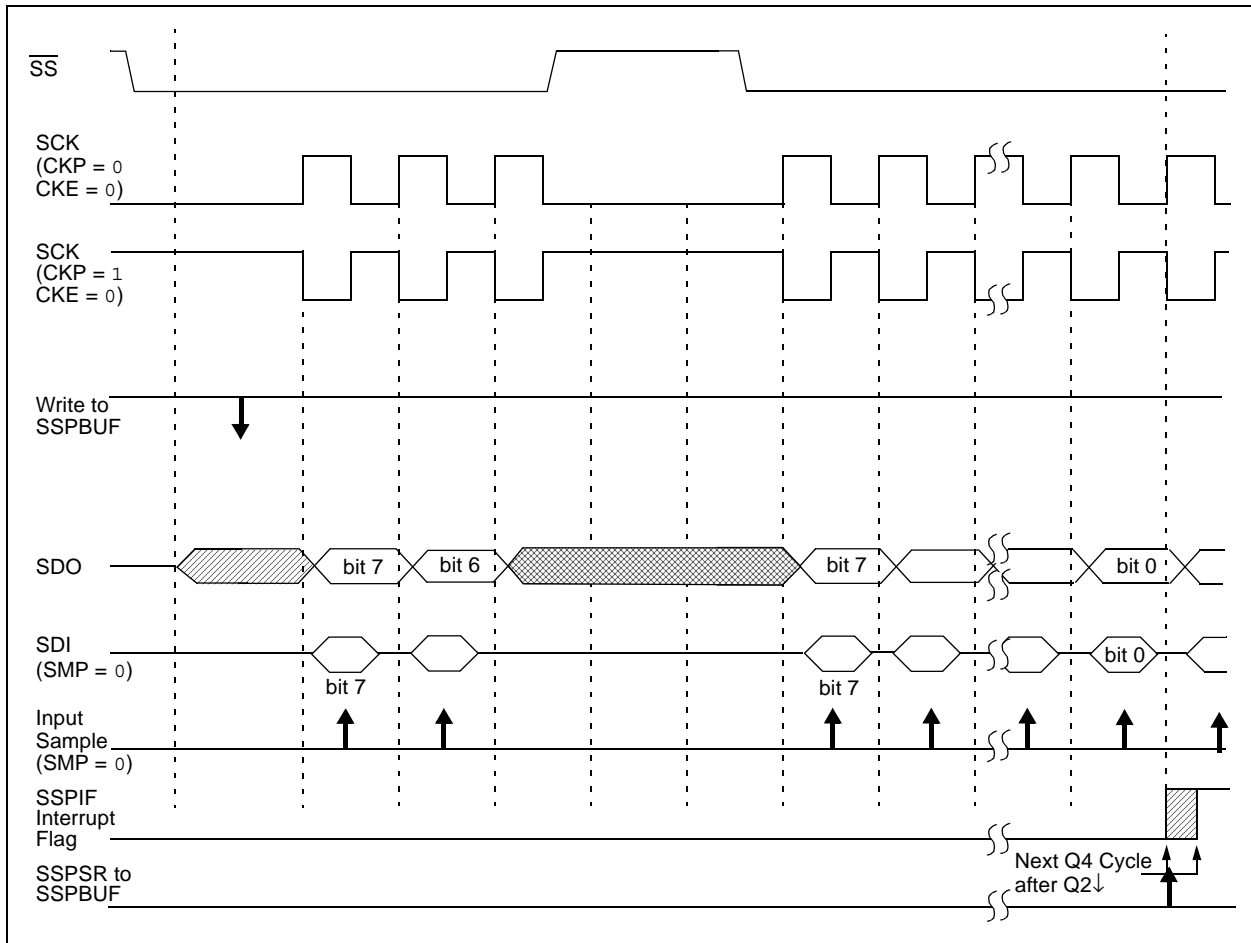 SS
SCK
(CKP = 0
CKE = 0)
SCK
(CKP = 1
CKE = 0)
Write to
SSPBUF
SDO
bit 7
bit 6
bit 7
bit 0
SDI
(SMP = 0)
bit 7
bit 7
bit 0
Input
Sample
(SMP = 0)
SSPIF
Interrupt
Flag
SSPSR to
SSPBUF
Next Q4 Cycle
after Q2↓